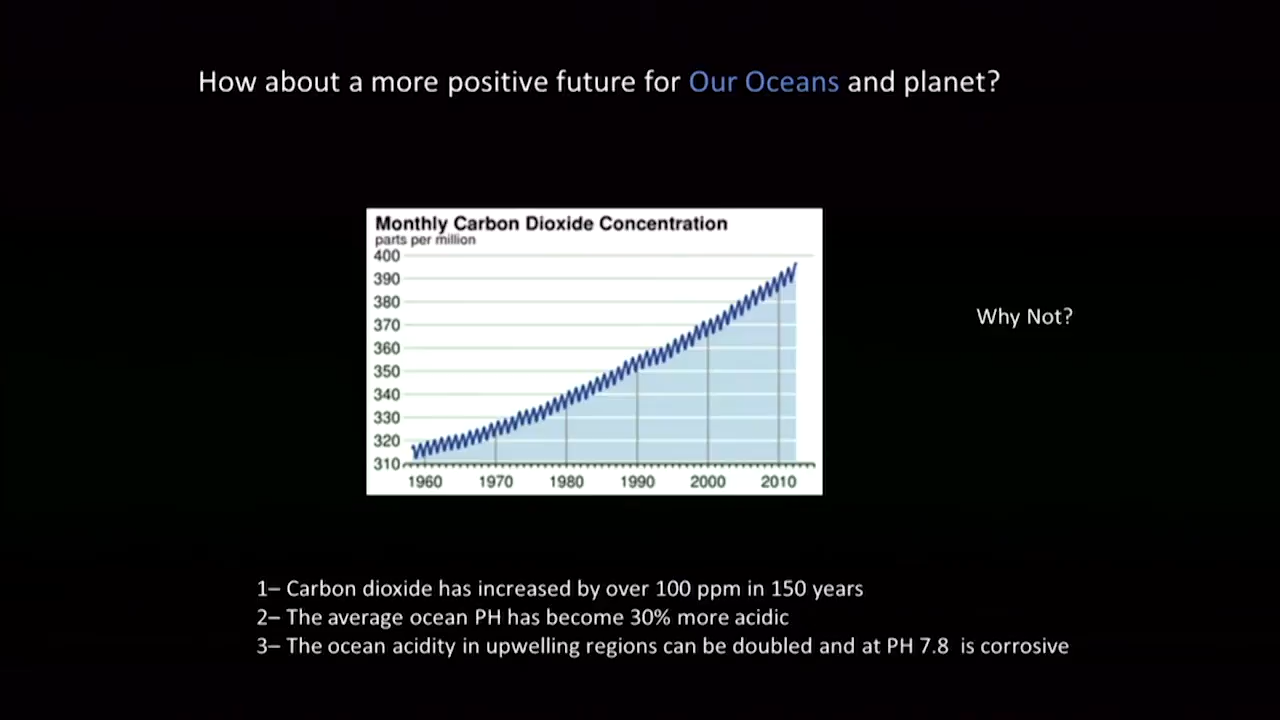 How about a more positive future for Our Oceans and planet?
Monthly Carbon Dioxide Concentration
parts per million
400
390
380
370
360
350
340
330
320
310
1960 1970 1980 1990 2000 2010
Why Not?
1– Carbon dioxide has increased by over 100 ppm in 150 years
2– The average ocean PH has become 30% more acidic
3– The ocean acidity in upwelling regions can be doubled and at PH 7.8 is corrosive